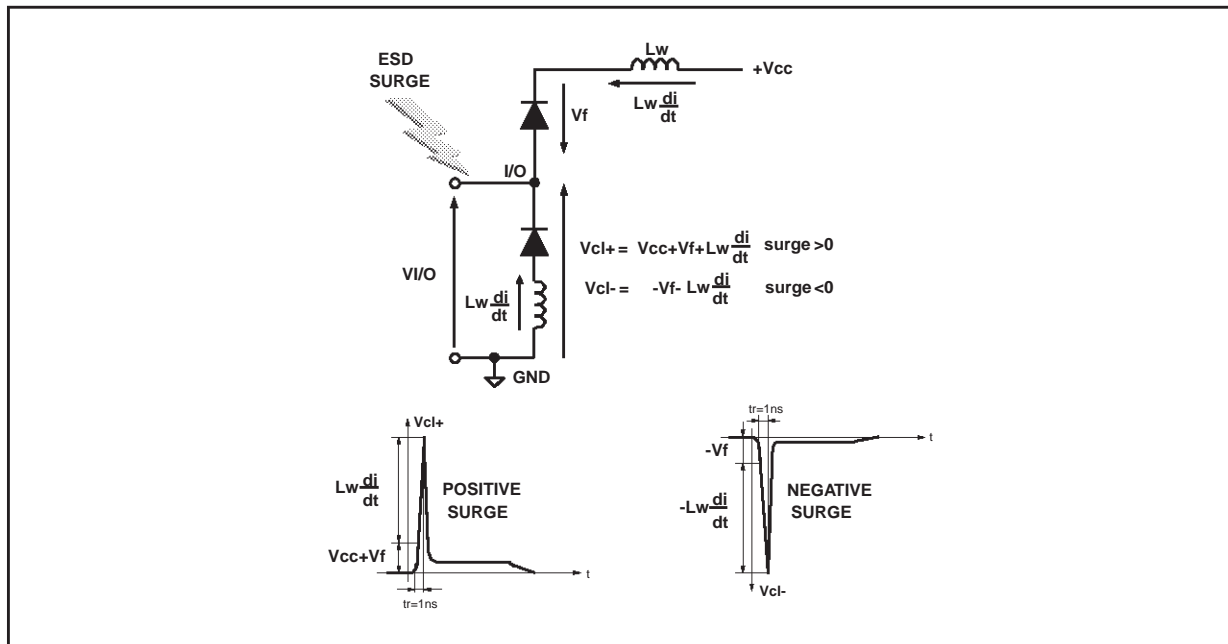 Lw
ESD
SURGE
+Vcc
Lw di
dt
Vf
I/O
Vcl+ = Vcc+Vf+Lw di surge >0
dt
VI/O
Vcl- = -Vf- Lw di surge <0
dt
Lw di
dt
GND
Vcl+
Lw di
dt
POSITIVE
SURGE
Vcc+Vf
t
tr=1ns
tr=1ns
t
-Vf
-Lw di
dt
NEGATIVE
SURGE
Vcl-